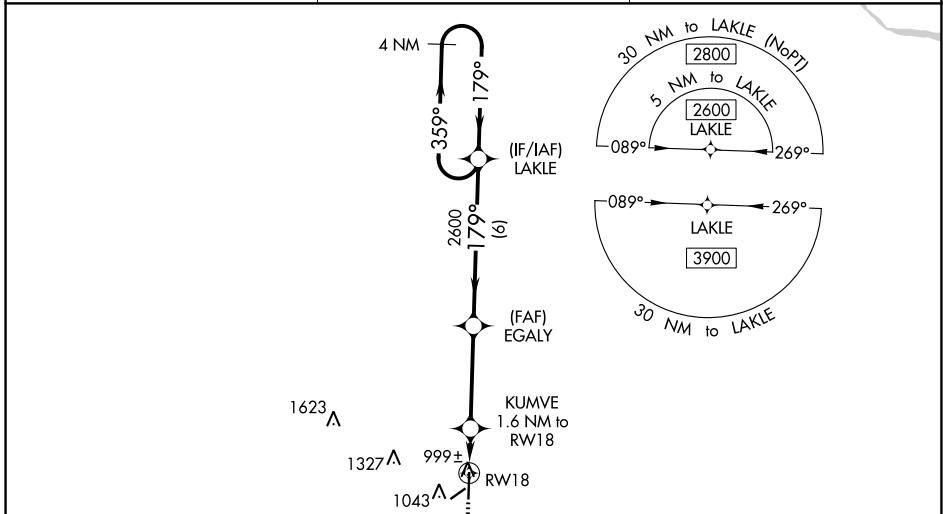 4 NM
179°
359°
(IF/IAF)
LAKLE
2600
179°
(6)
(FAF)
EGALY
KUMVE
1.6 NM to
RW18
1623
1327
999±
RW18
1043
30 NM to LAKLE (NoPT)
2800
5 NM to LAKLE
2600
LAKLE
089°
269°
089°
269°
LAKLE
3900
30 NM to LAKLE